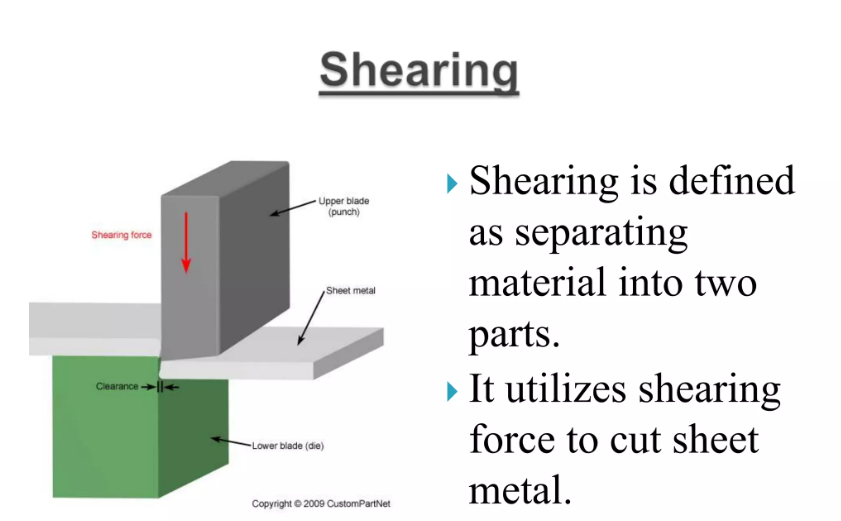 Shearing
Upper blade
(punch)
Shearing force
Sheet metal
Clearance
Lower blade (die)
Copyright © 2009 CustomPartNet
Shearing is defined
as separating
material into two
parts.
It utilizes shearing
force to cut sheet
metal.